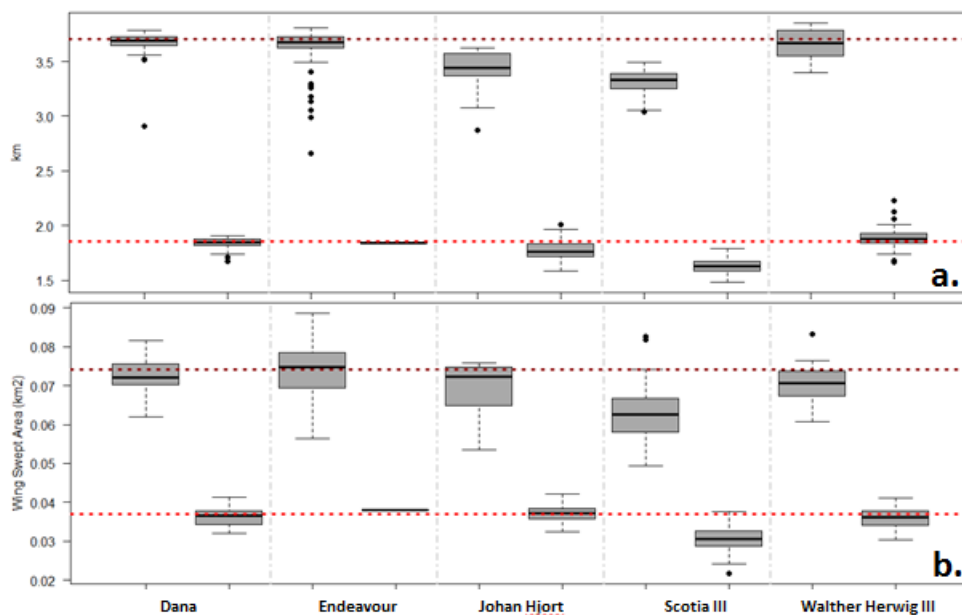 km
3.5
3.0
2.5
2.0
1.5
a.
Wing Swept Area (km2)
0.09
0.08
0.07
0.06
0.05
0.04
0.03
0.02
b.
Dana
Endeavour
Johan Hjort
Scotia III
Walther Herwig III